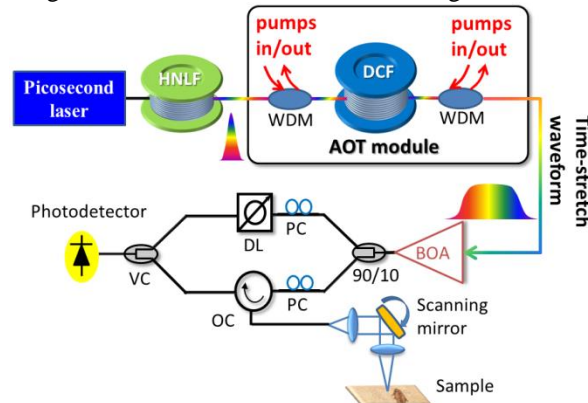 pumps
in/out
pumps
in/out
HNLF
DCF
Picosecond
laser
WDM
WDM
AOT module
Time-stretch
waveform
Photodetector
DL
PC
BOA
VC
90/10
OC
PC
Scanning
mirror
Sample